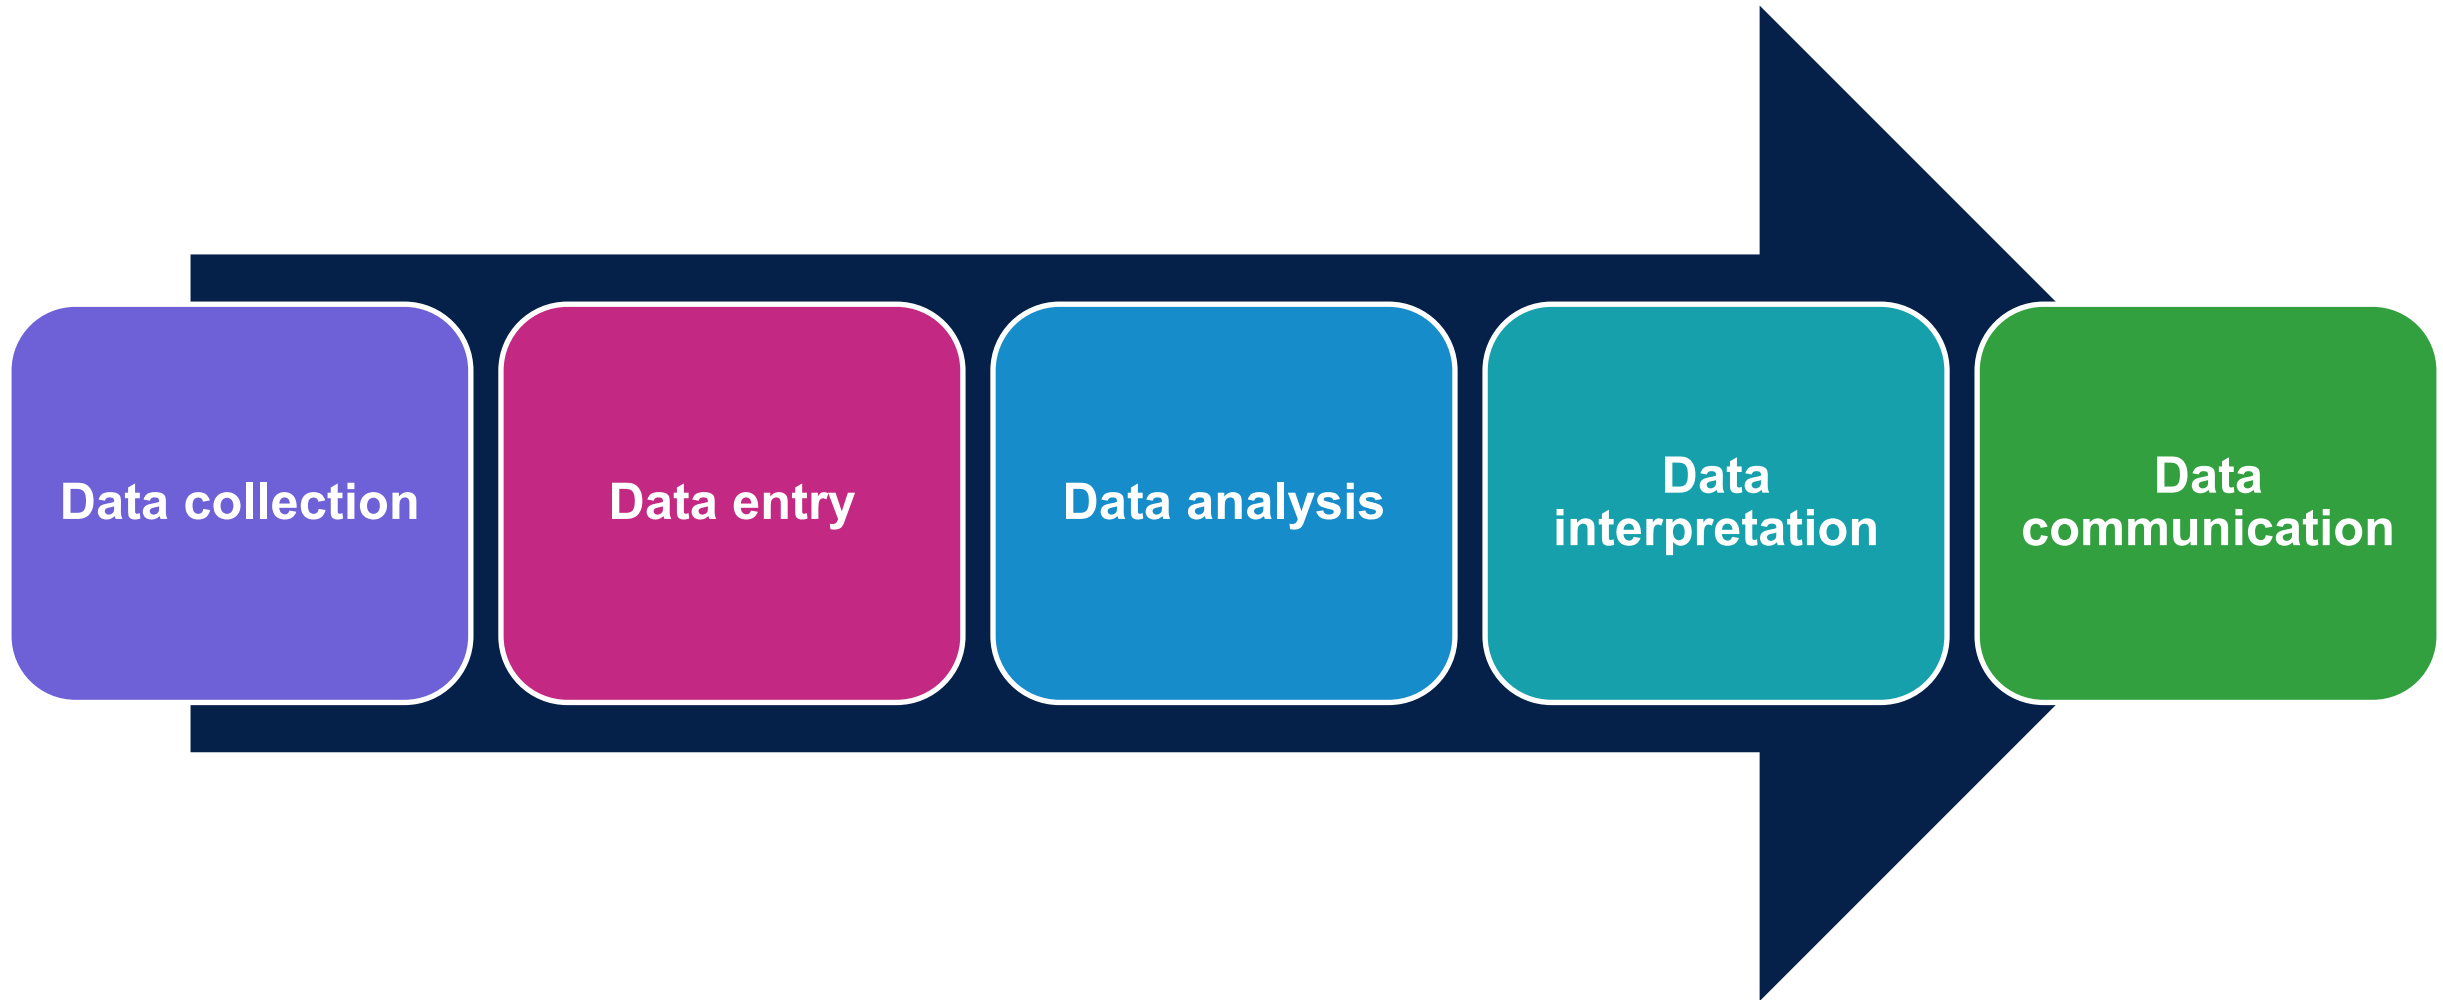 Data collection
Data entry
Data analysis
Data
interpretation
Data
communication